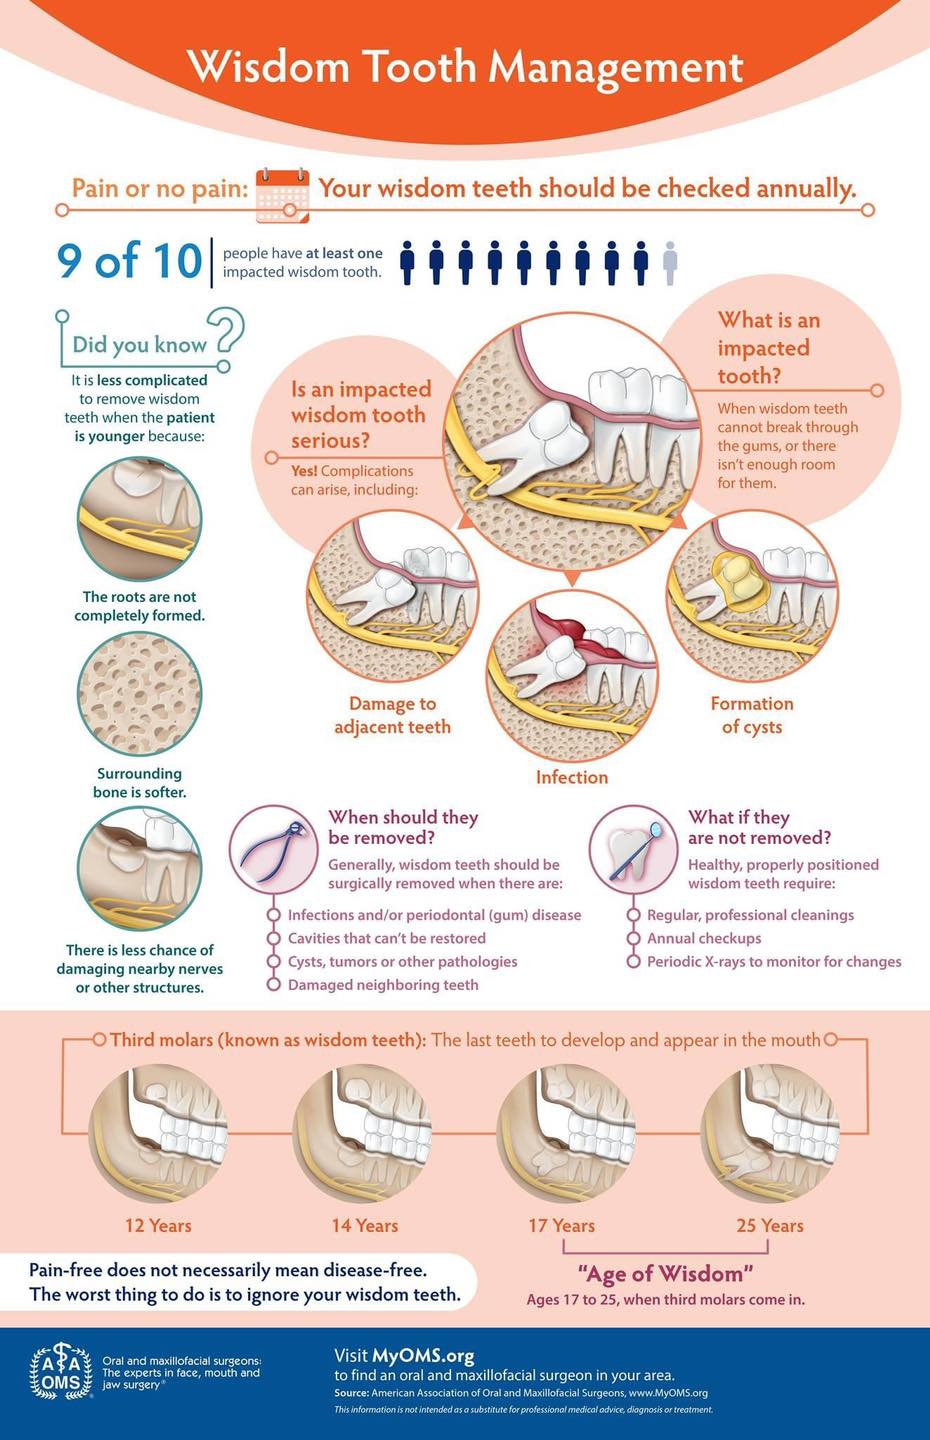 Wisdom Tooth Management
Pain or no pain: Your wisdom teeth should be checked annually.
9 of 10
people have at least one
impacted wisdom tooth.
Did you know ?
It is less complicated
to remove wisdom
teeth when the patient
is younger because:
The roots are not
completely formed.
Surrounding
bone is softer.
There is less chance of
damaging nearby nerves
or other structures.
Is an impacted
wisdom tooth
serious?
Yes! Complications
can arise, including:
What is an
impacted
tooth?
When wisdom teeth
cannot break through
the gums, or there
isn't enough room
for them.
Damage to
adjacent teeth
Infection
Formation
of cysts
When should they
be removed?
Generally, wisdom teeth should be
surgically removed when there are:
Infections and/or periodontal (gum) disease
Cavities that can't be restored
Cysts, tumors or other pathologies
Damaged neighboring teeth
What if they
are not removed?
Healthy, properly positioned
wisdom teeth require:
Regular, professional cleanings
Annual checkups
Periodic X-rays to monitor for changes
Third molars (known as wisdom teeth): The last teeth to develop and appear in the mouth
12 Years
14 Years
17 Years
25 Years
"Age of Wisdom"
Ages 17 to 25, when third molars come in.
Pain-free does not necessarily mean disease-free.
The worst thing to do is to ignore your wisdom teeth.
AA
OMS®
Oral and maxillofacial surgeons:
The experts in face, mouth and
jaw surgery®
Visit MyOMS.org
to find an oral and maxillofacial surgeon in your area.
Source: American Association of Oral and Maxillofacial Surgeons, www.MyOMS.org
This information is not intended as a substitute for professional medical advice, diagnosis or treatment.